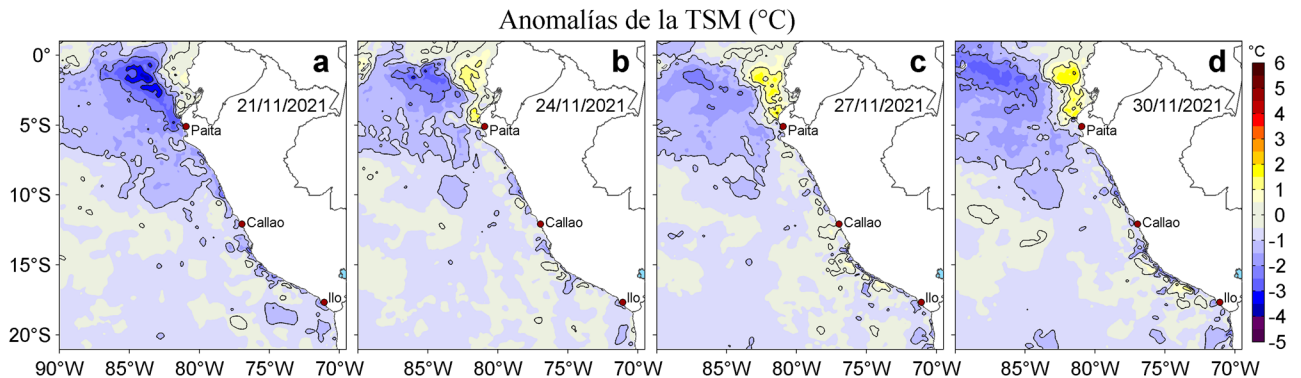 Anomalías de la TSM (°C)
a
21/11/2021
Paita
Callao
Ilo
b
24/11/2021
Paita
Callao
Ilo
c
27/11/2021
Paita
Callao
Ilo
d
30/11/2021
Paita
Callao
Ilo
0°
5°S
10°S
15°S
20°S
90°W 85°W 80°W 75°W 70°W
85°W 80°W 75°W 70°W
85°W 80°W 75°W 70°W
85°W 80°W 75°W 70°W
°C
6
5
4
3
2
1
0
-1
-2
-3
-4
-5